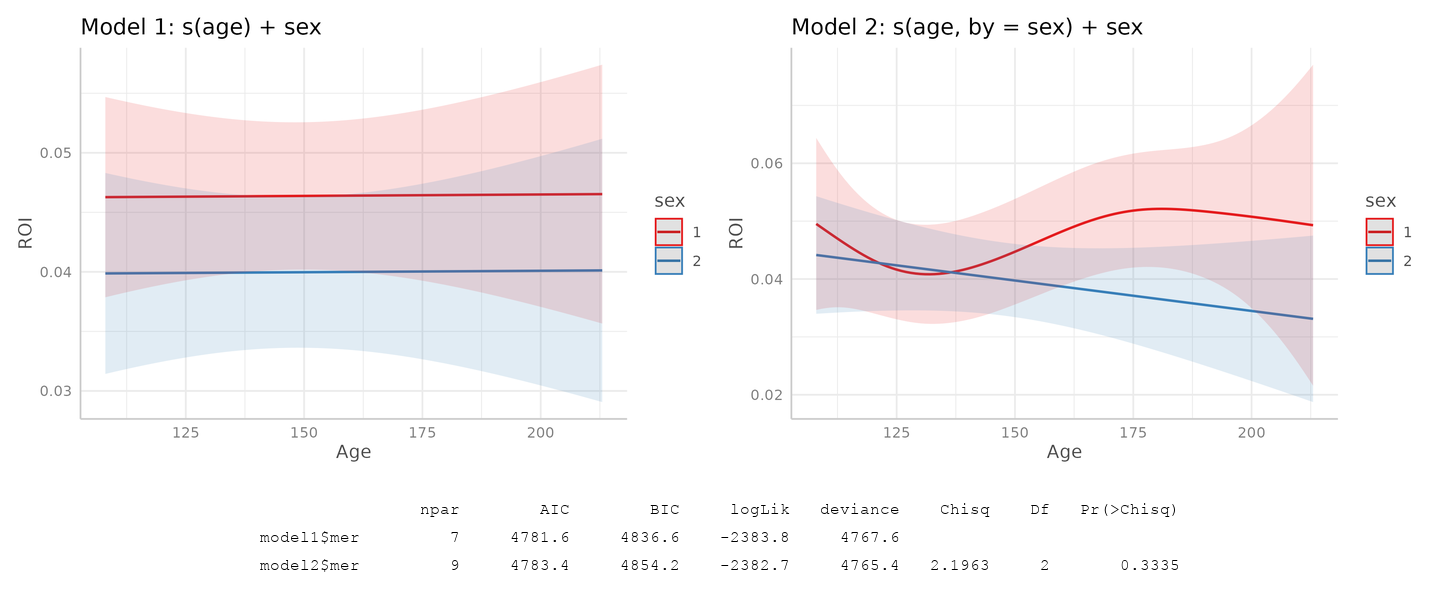 Model 1: s(age) + sex
0.05
0.04
0.03
ROI
125 150 175 200
Age
sex
1
2
Model 2: s(age, by = sex) + sex
0.06
0.04
0.02
ROI
125 150 175 200
Age
sex
1
2
npar AIC BIC logLik deviance Chisq Df Pr(>Chisq)
model1$mer 7 4781.6 4836.6 -2383.8 4767.6
model2$mer 9 4783.4 4854.2 -2382.7 4765.4 2.1963 2 0.3335